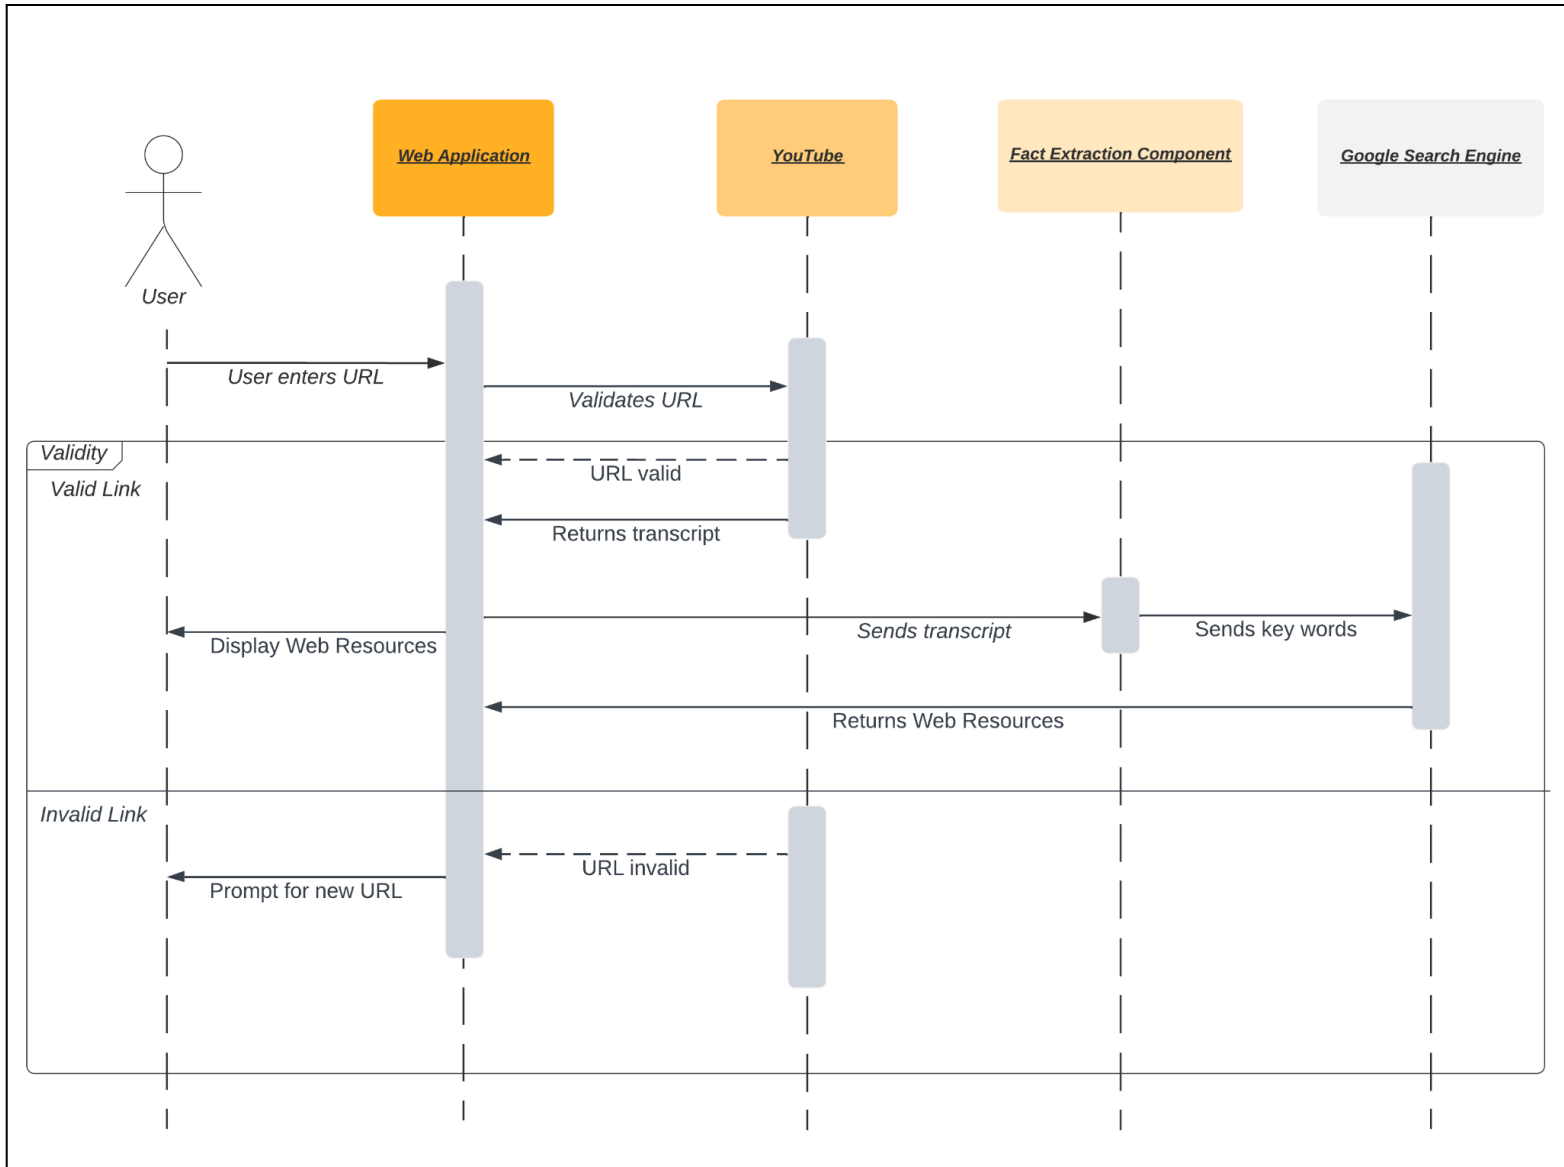 Web Application
YouTube
Fact Extraction Component
Google Search Engine
User
User enters URL
Validates URL
Validity
Valid Link
URL valid
Returns transcript
Sends transcript
Sends key words
Display Web Resources
Returns Web Resources
Invalid Link
URL invalid
Prompt for new URL